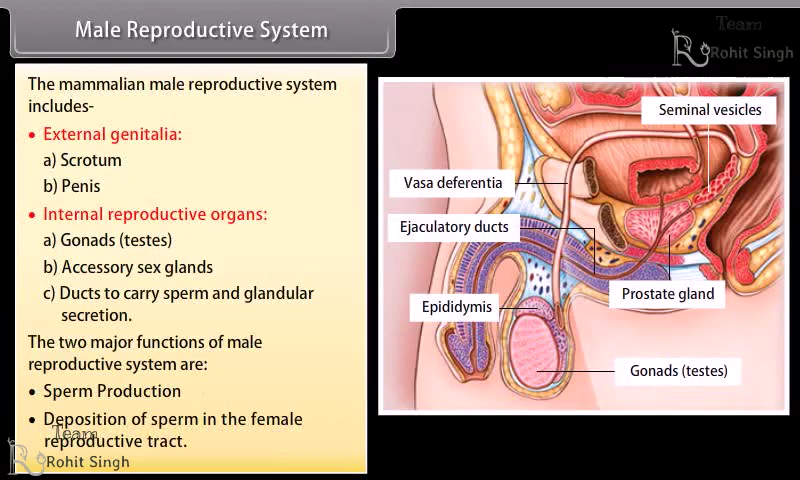 Male Reproductive System
Team
Rohit Singh
The mammalian male reproductive system
includes-
• External genitalia:
a) Scrotum
b) Penis
• Internal reproductive organs:
a) Gonads (testes)
b) Accessory sex glands
c) Ducts to carry sperm and glandular
secretion.
The two major functions of male
reproductive system are:
• Sperm Production
• Deposition of sperm in the female
reproductive tract.
Team
Rohit Singh
Seminal vesicles
Vasa deferentia
Ejaculatory ducts
Prostate gland
Epididymis
Gonads (testes)